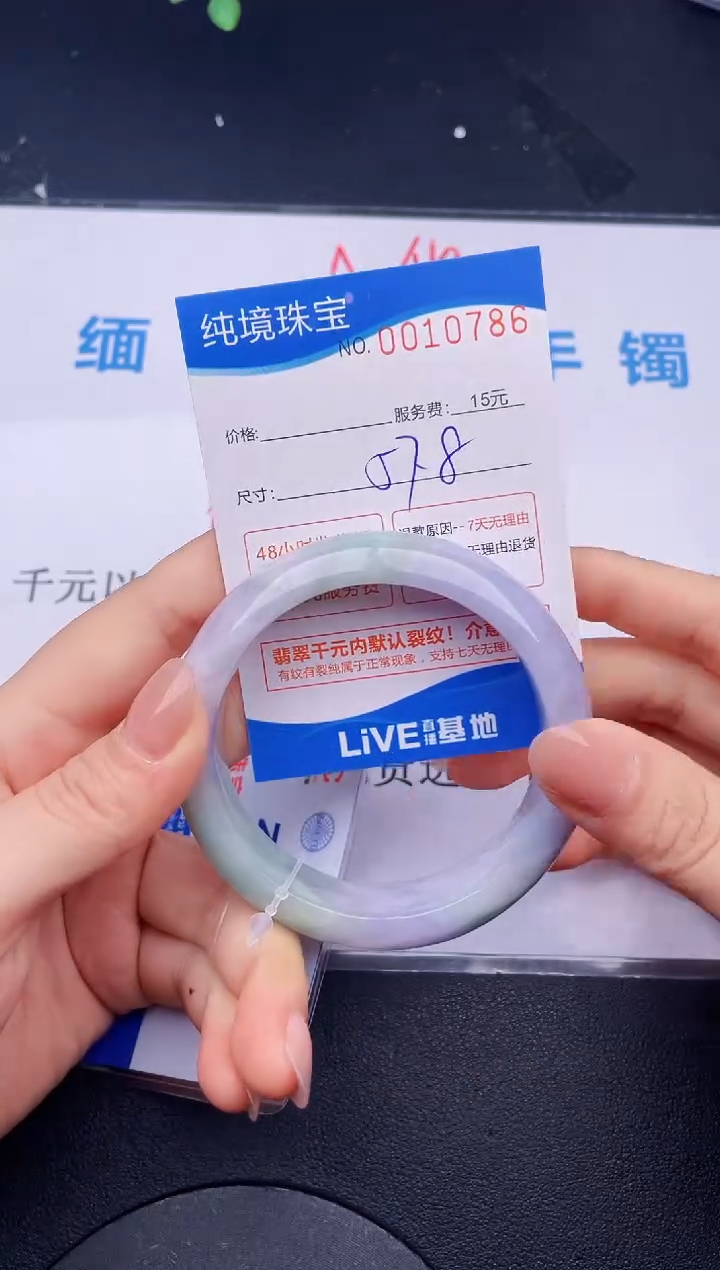 缅
手镯
纯境珠宝
NO. 0010786
价格: 服务费: 15元
尺寸: 578
48小时
退款原因--7天无理由
无理由退货
服务费
千元以
翡翠千元内默认裂纹！介意
有纹有裂纯属于正常现象，支持七天无理由
LiVE直播基地
货